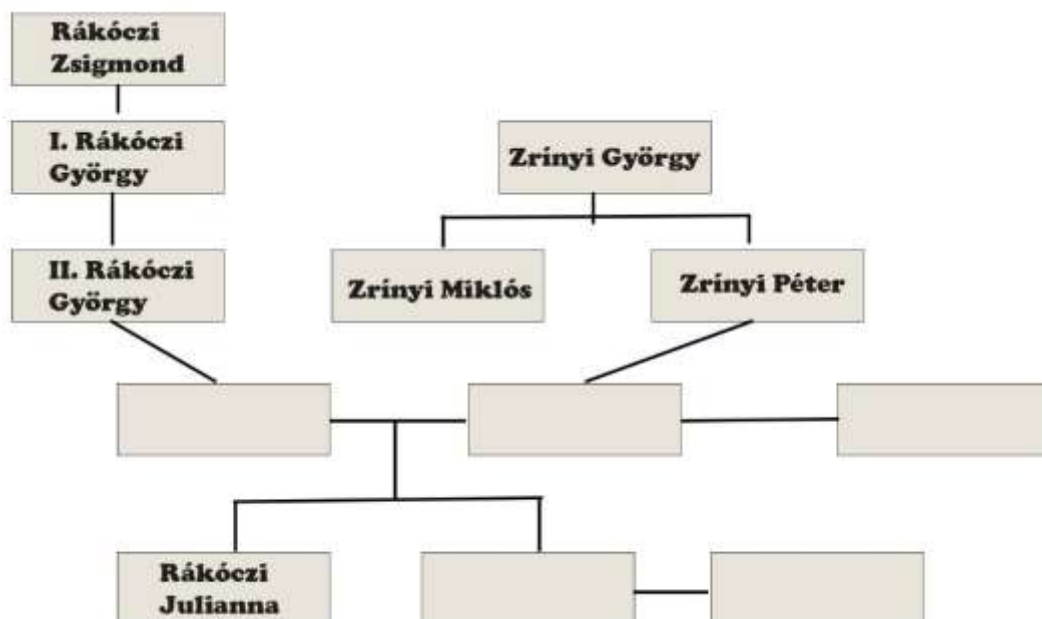 Rákóczi
Zsigmond
I. Rákóczi
György
Zrínyi György
II. Rákóczi
György
Zrínyi Miklós
Zrínyi Péter
Rákóczi
Julianna